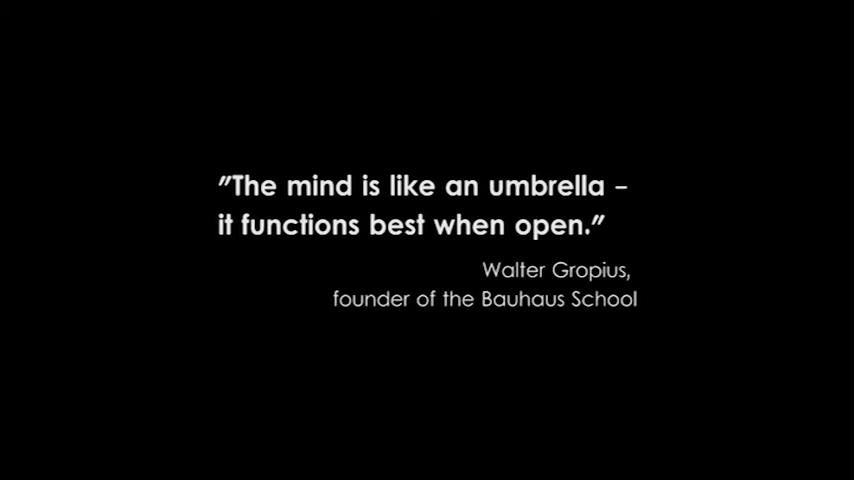 "The mind is like an umbrella –
it functions best when open."
Walter Gropius,
founder of the Bauhaus School